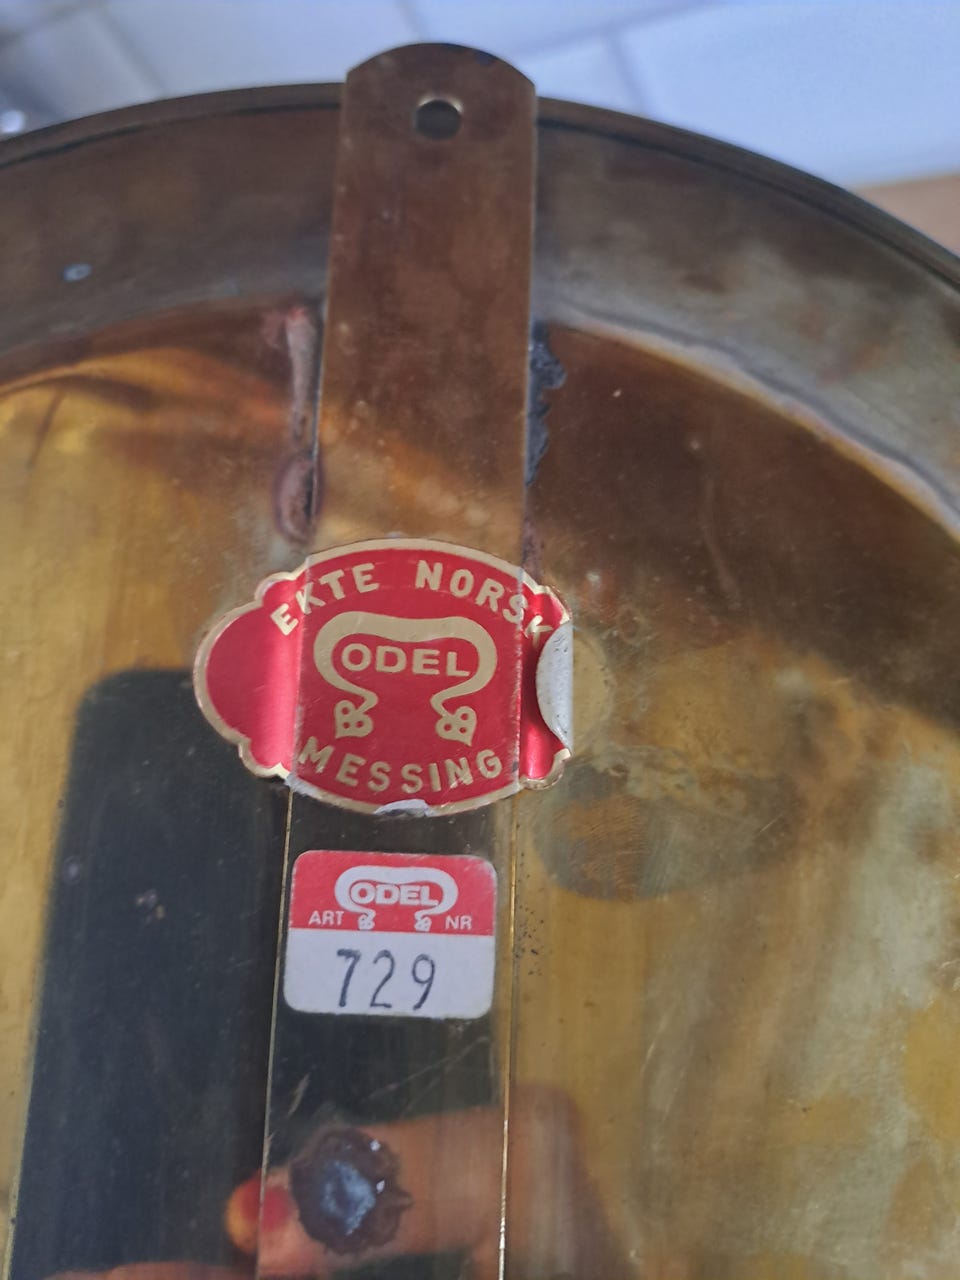 EKTE NORSK
ODEL
MESSING
ODEL
ART NR
729